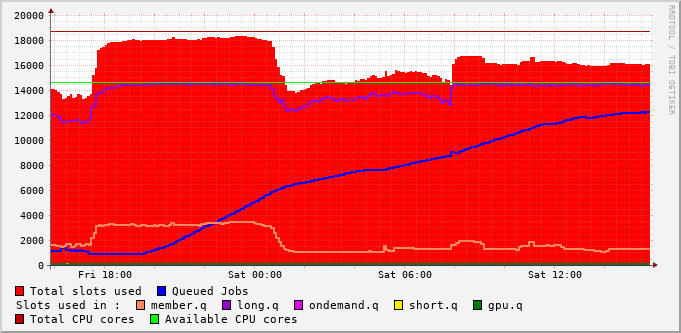 20000
18000
16000
14000
12000
10000
8000
6000
4000
2000
0
Fri 18:00 Sat 00:00 Sat 06:00 Sat 12:00
RRDTOOL / TOBI OETIKER
Total slots used Queued Jobs
Slots used in : member.q long.q ondemand.q short.q gpu.q
Total CPU cores Available CPU cores